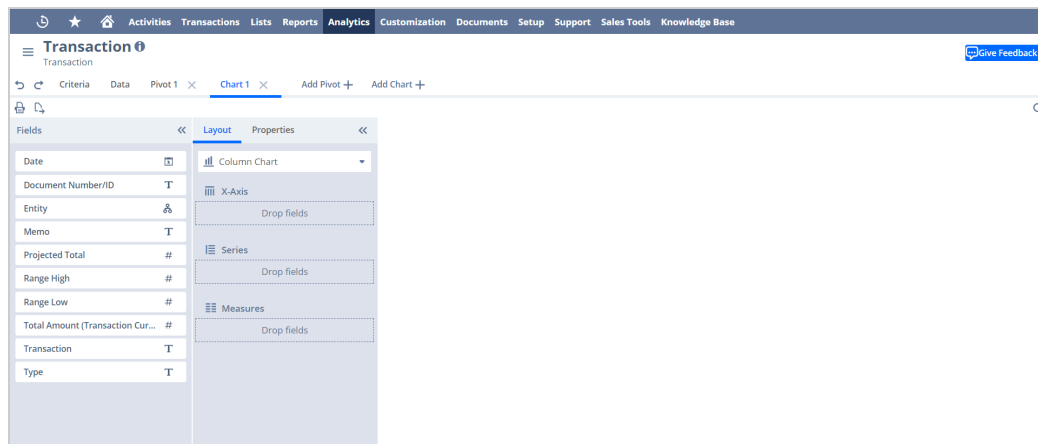 Activities Transactions Lists Reports Analytics Customization Documents Setup Support Sales Tools Knowledge Base
Transaction
Transaction
Give Feedback
Criteria Data Pivot 1 Chart 1 Add Pivot Add Chart
Fields
Layout Properties
Date
Document Number/ID
Entity
Memo
Projected Total
Range High
Range Low
Total Amount (Transaction Cur...
Transaction
Type
Column Chart
X-Axis
Drop fields
Series
Drop fields
Measures
Drop fields